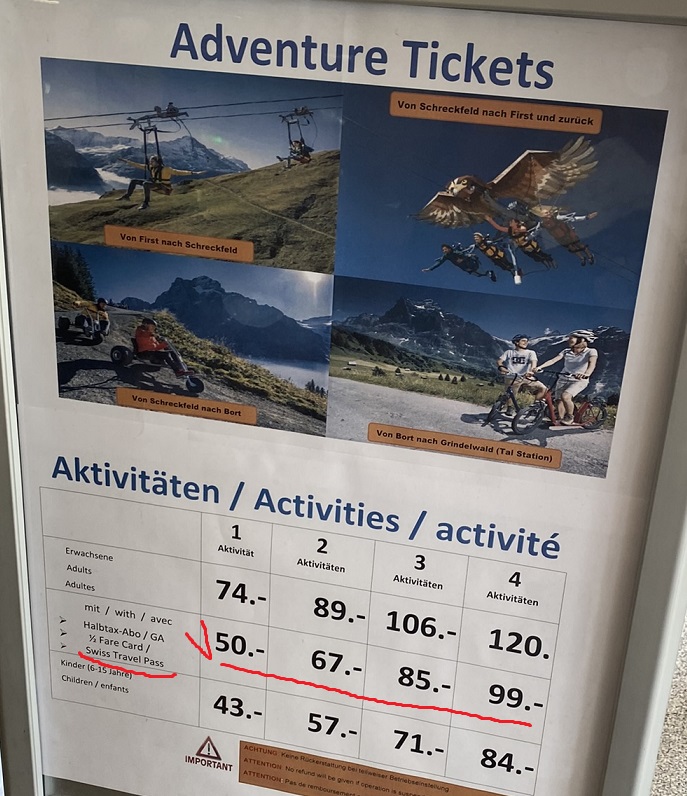 Adventure Tickets
Von Schreckfeld nach First und zurück
Von First nach Schreckfeld
Von Schreckfeld nach Bort
Von Bort nach Grindelwald (Tal Station)
Aktivitäten / Activities / activité
1 Aktivität
2 Aktivitäten
3 Aktivitäten
4 Aktivitäten
Erwachsene
Adults
Adultes
74.- 89.- 106.- 120.
mit / with / avec
Halbtax-Abo / GA
½ Fare Card /
Swiss Travel Pass
50.- 67.- 85.- 99.-
Kinder (6-15 Jahre)
Children / enfants
43.- 57.- 71.- 84.-
IMPORTANT
ACHTUNG: Keine Rückerstattung bei teilweiser Betriebseinstellung
ATTENTION: No refund will be given if operation is
ATTENTION: Pas de remboursement